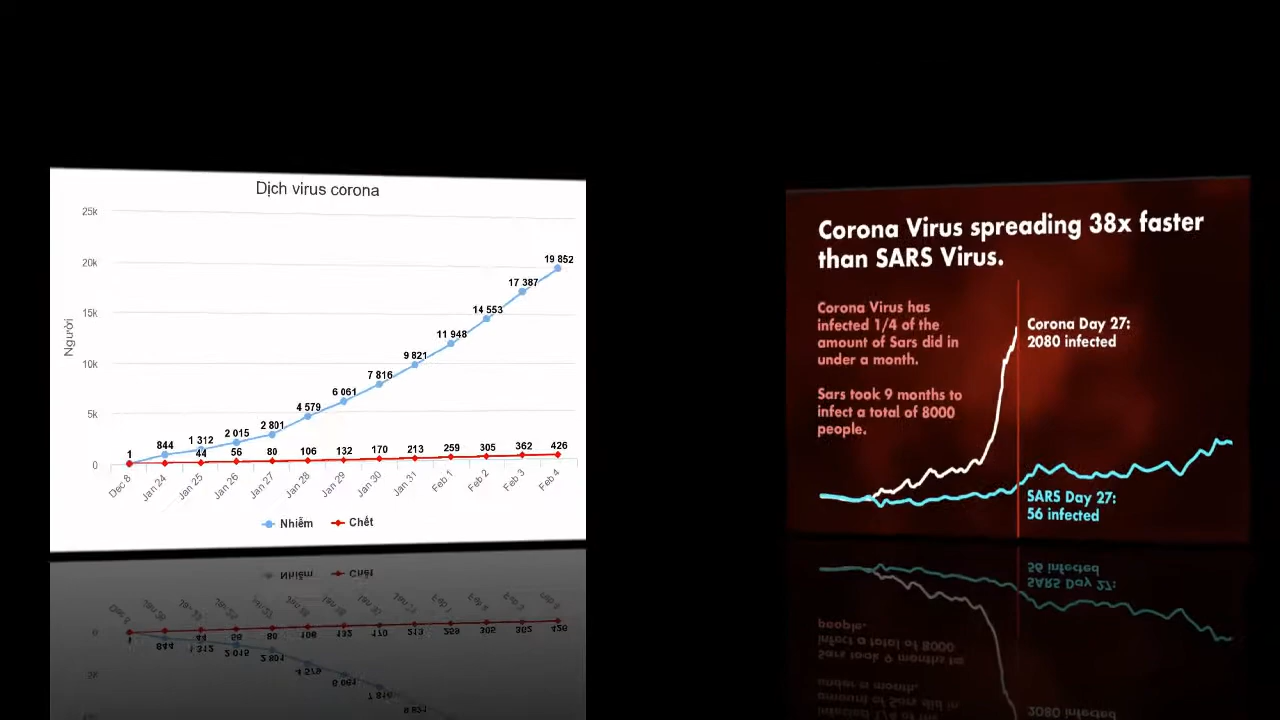 Dịch virus corona
25k
20k
15k
10k
5k
0
Người
1
844
1 312
2 015
2 801
4 579
6 061
7 816
9 821
11 948
14 553
17 387
19 852
44
56
80
106
132
170
213
259
305
362
426
Dec 8
Jan 24
Jan 25
Jan 26
Jan 27
Jan 28
Jan 29
Jan 30
Jan 31
Feb 1
Feb 2
Feb 3
Feb 4
Nhiễm
Chết
Corona Virus spreading 38x faster
than SARS Virus.
Corona Virus has
infected 1/4 of the
amount of Sars did in
under a month.
Sars took 9 months to
infect a total of 8000
people.
Corona Day 27:
2080 infected
SARS Day 27:
56 infected